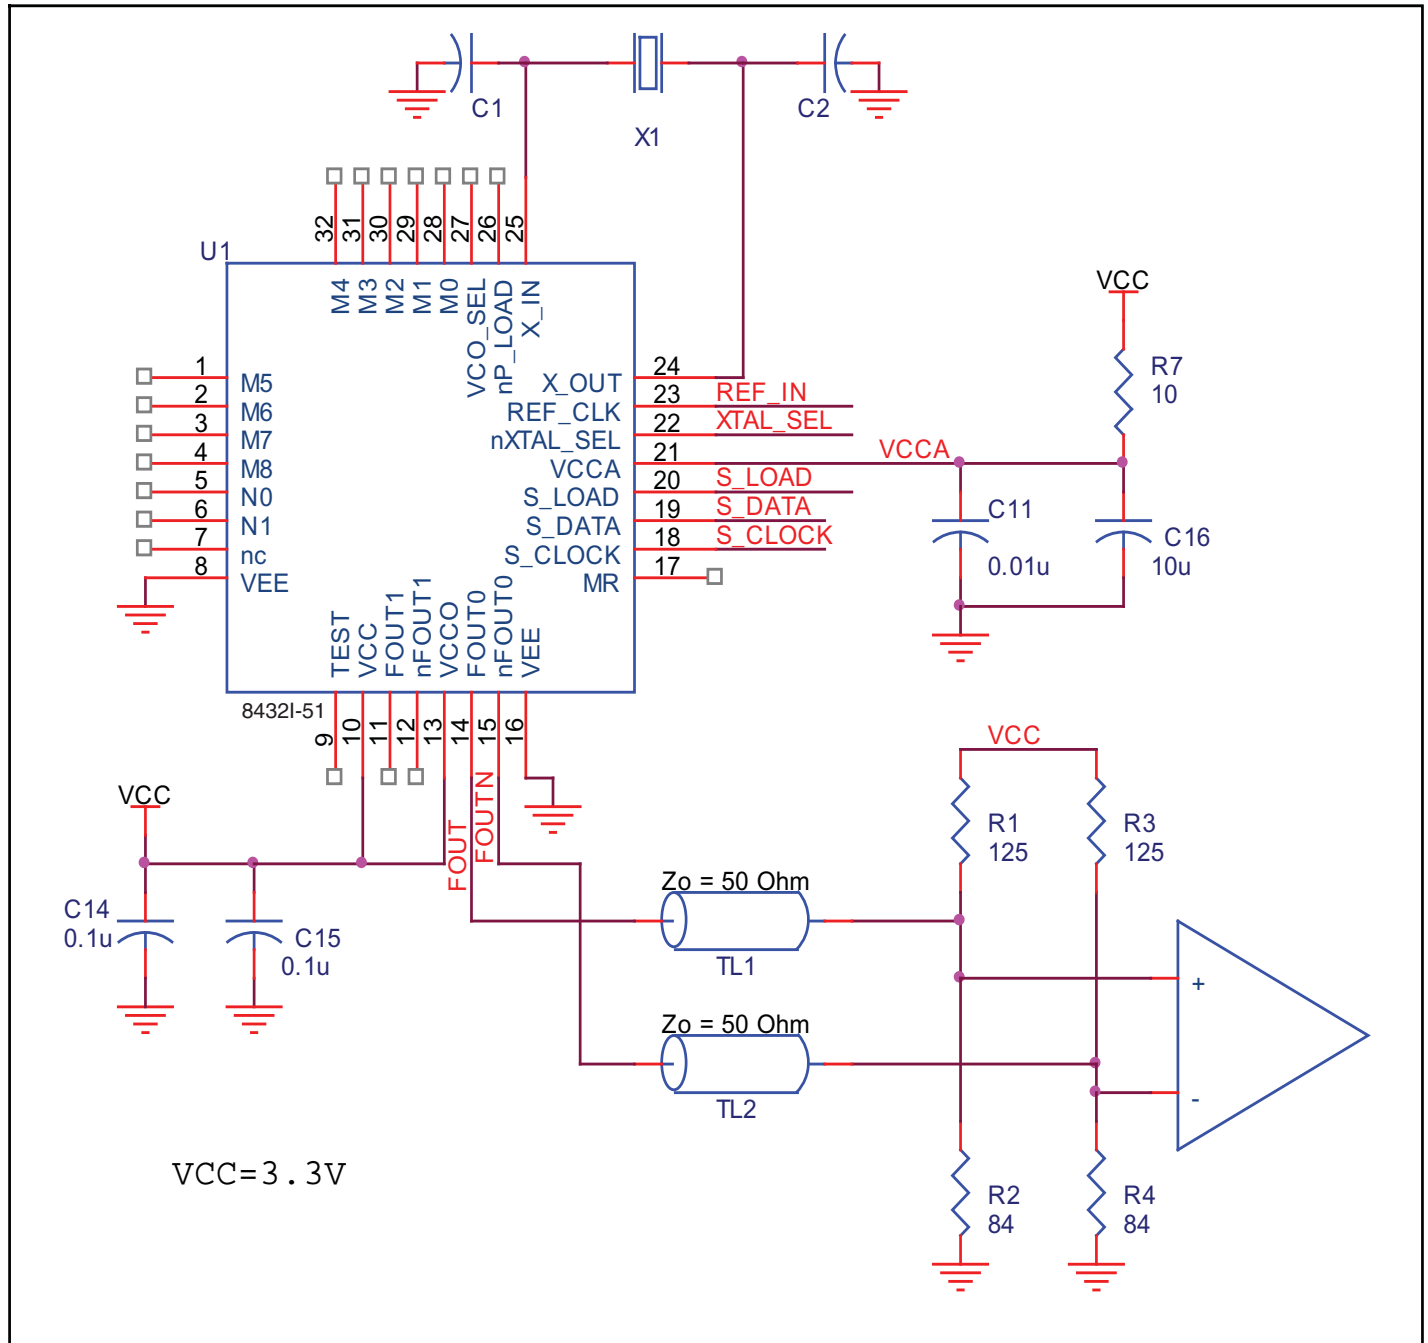 C1
X1
C2
U1
32
31
30
29
28
27
26
25
M4
M3
M2
M1
M0
VCO_SEL
nP_LOAD
X_IN
1 M5
2 M6
3 M7
4 M8
5 N0
6 N1
7 nc
8 VEE
X_OUT 24
REF_CLK 23 REF_IN
nXTAL_SEL 22 XTAL_SEL
VCCA 21 VCCA
S_LOAD 20 S_LOAD
S_DATA 19 S_DATA
S_CLOCK 18 S_CLOCK
MR 17
VCC
R7
10
C11
0.01u
C16
10u
TEST
VCC
FOUT1
nFOUT1
VCCO
FOUT0
nFOUT0
VEE
8432I-51
9
10
11
12
13
14
15
16
FOUT
FOUTN
VCC
C14
0.1u
C15
0.1u
Zo = 50 Ohm
TL1
Zo = 50 Ohm
TL2
VCC
R1
125
R3
125
+
-
R2
84
R4
84
VCC=3.3V